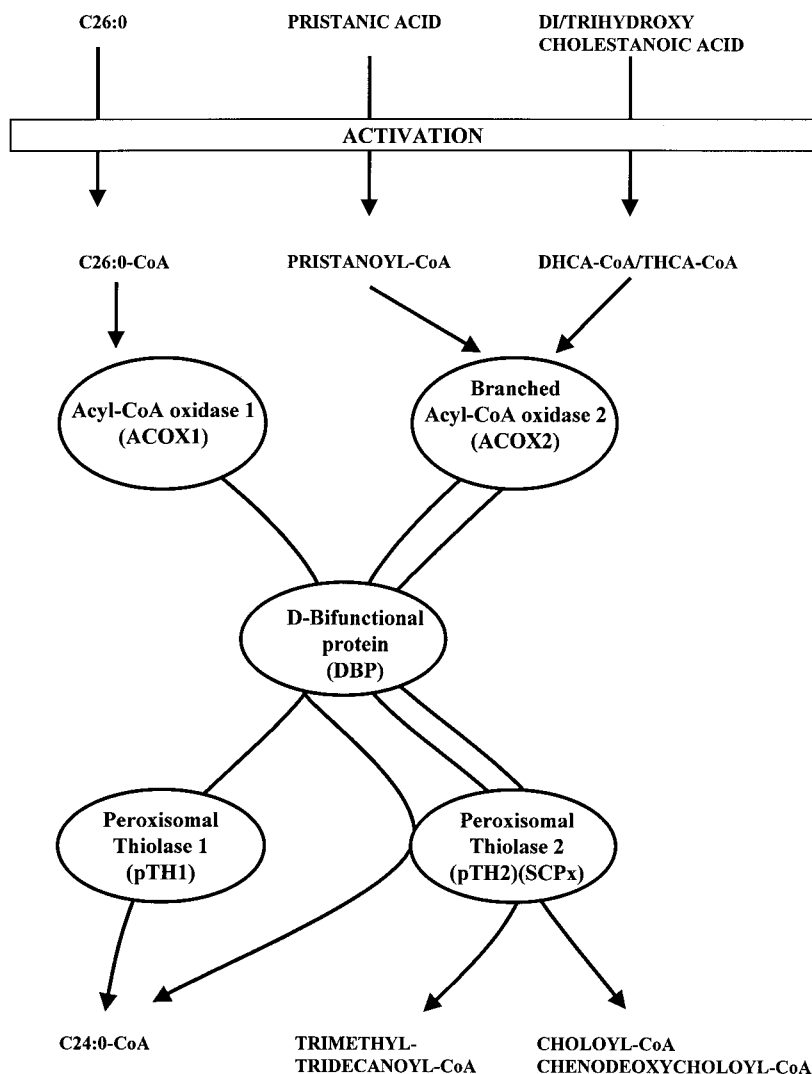 C26:0
PRISTANIC ACID
DI/TRIHYDROXY
CHOLESTANOIC ACID
ACTIVATION
C26:0-CoA
PRISTANOYL-CoA
DHCA-CoA/THCA-CoA
Acyl-CoA oxidase 1
(ACOX1)
Branched
Acyl-CoA oxidase 2
(ACOX2)
D-Bifunctional
protein
(DBP)
Peroxisomal
Thiolase 1
(pTH1)
Peroxisomal
Thiolase 2
(pTH2)(SCPx)
C24:0-CoA
TRIMETHYL-
TRIDECANOYL-CoA
CHOLOYL-CoA
CHENODEOXYCHOLOYL-CoA